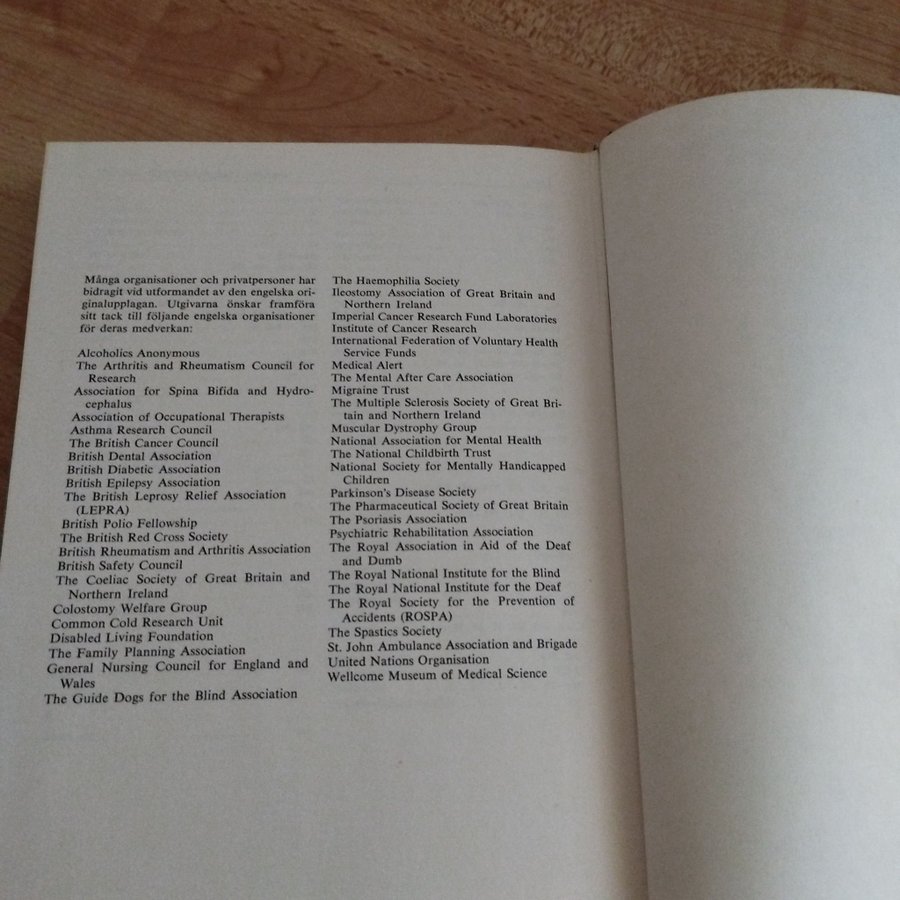 Många organisationer och privatpersoner har
bidragit vid utformandet av den engelska ori-
ginalupplagan. Utgivarna önskar framföra
sitt tack till följande engelska organisationer
för deras medverkan:
Alcoholics Anonymous
The Arthritis and Rheumatism Council for
Research
Association for Spina Bifida and Hydro-
cephalus
Association of Occupational Therapists
Asthma Research Council
The British Cancer Council
British Dental Association
British Diabetic Association
British Epilepsy Association
The British Leprosy Relief Association
(LEPRA)
British Polio Fellowship
The British Red Cross Society
British Rheumatism and Arthritis Association
British Safety Council
The Coeliac Society of Great Britain and
Northern Ireland
Colostomy Welfare Group
Common Cold Research Unit
Disabled Living Foundation
The Family Planning Association
General Nursing Council for England and
Wales
The Guide Dogs for the Blind Association
The Haemophilia Society
Ileostomy Association of Great Britain and
Northern Ireland
Imperial Cancer Research Fund Laboratories
Institute of Cancer Research
International Federation of Voluntary Health
Service Funds
Medical Alert
The Mental After Care Association
Migraine Trust
The Multiple Sclerosis Society of Great Bri-
tain and Northern Ireland
Muscular Dystrophy Group
National Association for Mental Health
The National Childbirth Trust
National Society for Mentally Handicapped
Children
Parkinson's Disease Society
The Pharmaceutical Society of Great Britain
The Psoriasis Association
Psychiatric Rehabilitation Association
The Royal Association in Aid of the Deaf
and Dumb
The Royal National Institute for the Blind
The Royal National Institute for the Deaf
The Royal Society for the Prevention of
Accidents (ROSPA)
The Spastics Society
St. John Ambulance Association and Brigade
United Nations Organisation
Wellcome Museum of Medical Science